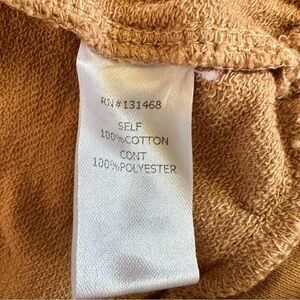 RN#131468
SELF
100%COTTON
CONT
100%POLYESTER